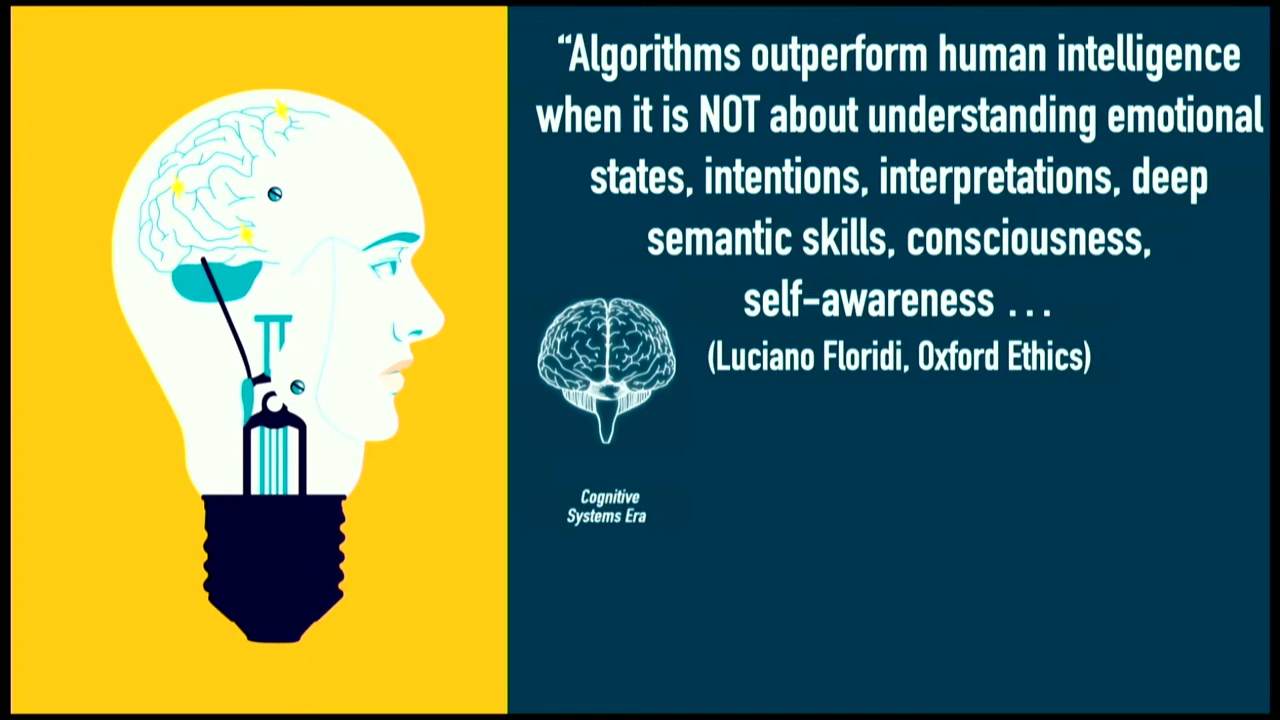 “Algorithms outperform human intelligence
when it is NOT about understanding emotional
states, intentions, interpretations, deep
semantic skills, consciousness,
self-awareness ...
(Luciano Floridi, Oxford Ethics)
Cognitive
Systems Era